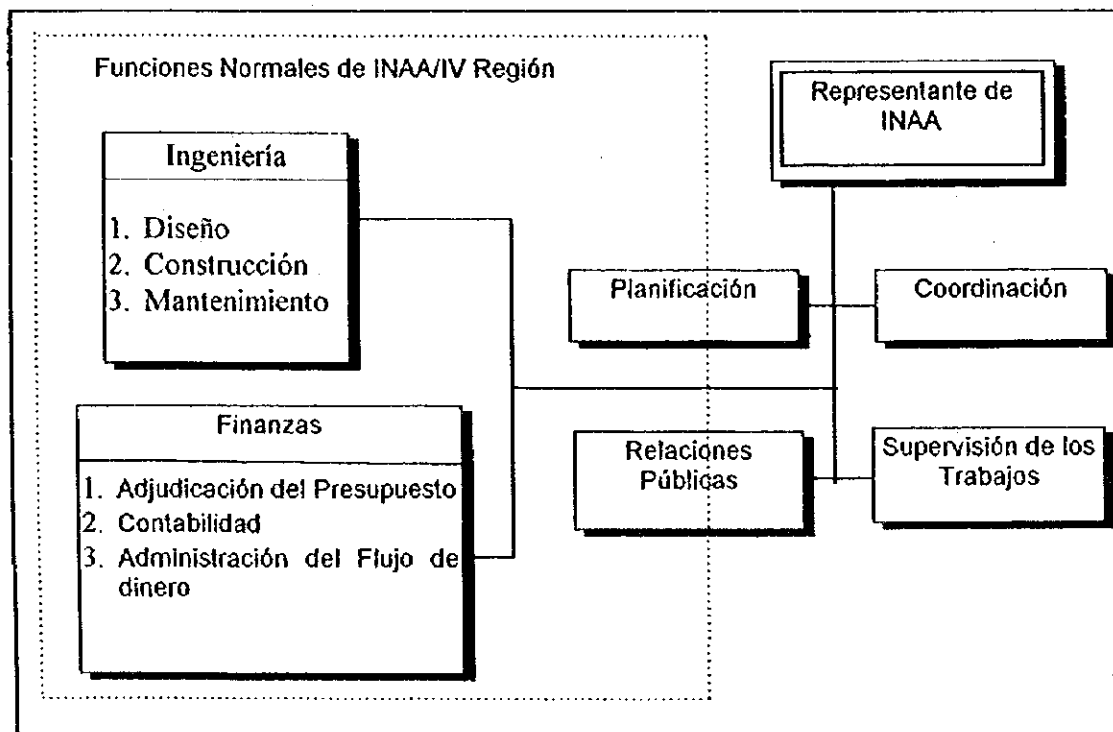 Funciones Normales de INAA/IV Región
Representante de
INAA
Ingeniería
1. Diseño
2. Construcción
3. Mantenimiento
Planificación
Coordinación
Finanzas
1. Adjudicación del Presupuesto
2. Contabilidad
3. Administración del Flujo de
dinero
Relaciones
Públicas
Supervisión de los
Trabajos